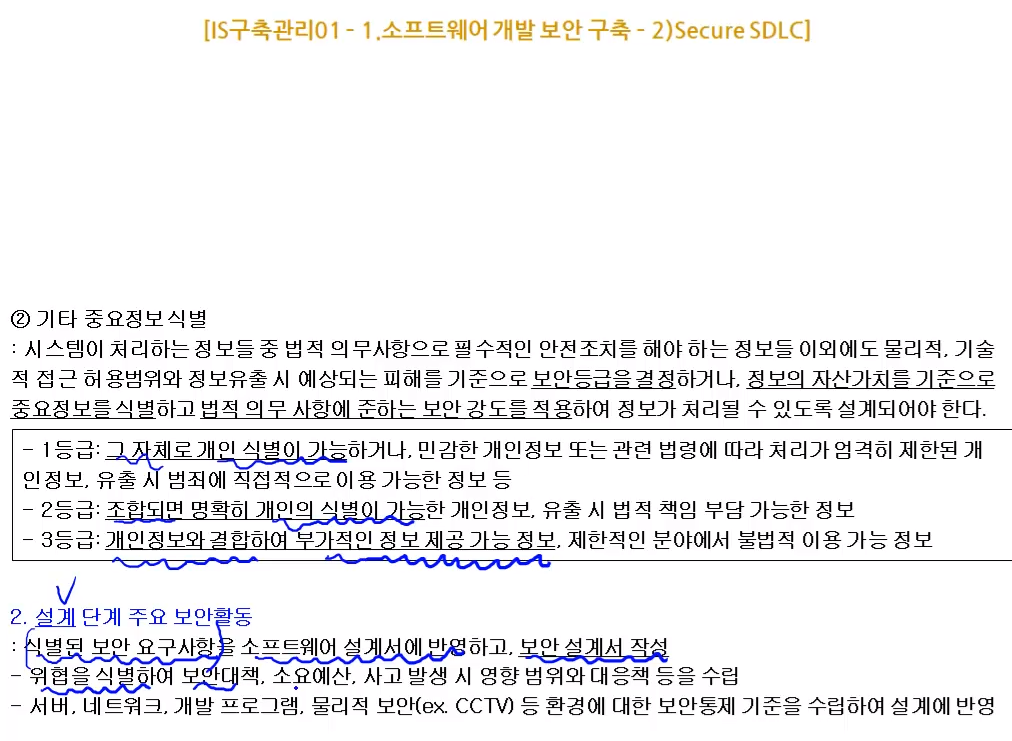 [IS구축관리01 - 1.소프트웨어 개발 보안 구축 - 2)Secure SDLC]
② 기타 중요정보 식별
: 시스템이 처리하는 정보들 중 법적 의무사항으로 필수적인 안전조치를 해야 하는 정보들 이외에도 물리적, 기술
적 접근 허용범위와 정보유출 시 예상되는 피해를 기준으로 보안등급을 결정하거나, 정보의 자산가치를 기준으로
중요정보를 식별하고 법적 의무 사항에 준하는 보안 강도를 적용하여 정보가 처리될 수 있도록 설계되어야 한다.
- 1등급: 그 자체로 개인 식별이 가능하거나, 민감한 개인정보 또는 관련 법령에 따라 처리가 엄격히 제한된 개
인정보, 유출 시 범죄에 직접적으로 이용 가능한 정보 등
- 2등급: 조합되면 명확히 개인의 식별이 가능한 개인정보, 유출 시 법적 책임 부담 가능한 정보
- 3등급: 개인정보와 결합하여 부가적인 정보 제공 가능 정보, 제한적인 분야에서 불법적 이용 가능 정보
2. 설계 단계 주요 보안활동
: 식별된 보안 요구사항을 소프트웨어 설계서에 반영하고, 보안 설계서 작성
- 위협을 식별하여 보안대책, 소요예산, 사고 발생 시 영향 범위와 대응책 등을 수립
- 서버, 네트워크, 개발 프로그램, 물리적 보안(ex. CCTV) 등 환경에 대한 보안통제 기준을 수립하여 설계에 반영